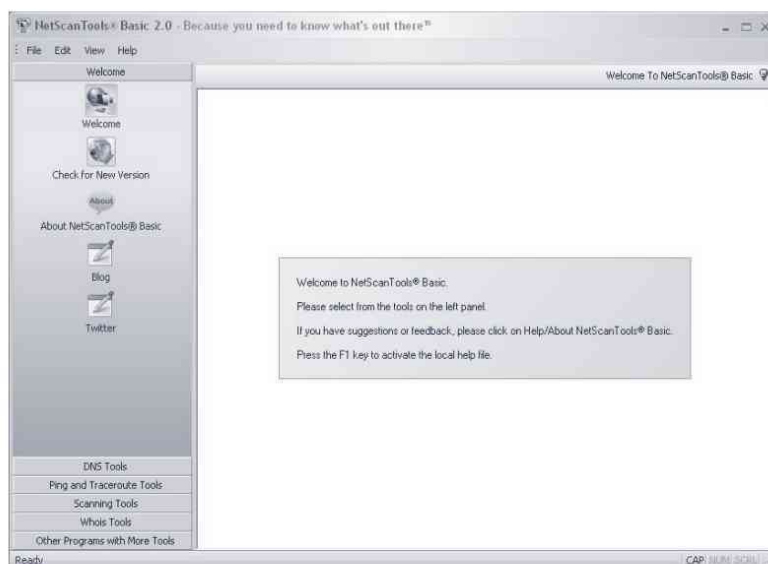 NetScanTools® Basic 2.0 - Because you need to know what's out there℠
File Edit View Help
Welcome
Welcome To NetScanTools® Basic
Welcome
Check for New Version
About
About NetScanTools® Basic
Blog
Twitter
Welcome to NetScanTools® Basic.
Please select from the tools on the left panel.
If you have suggestions or feedback, please click on Help/About NetScanTools® Basic.
Press the F1 key to activate the local help file.
DNS Tools
Ping and Traceroute Tools
Scanning Tools
Whois Tools
Other Programs with More Tools
Ready
CAP NUM SCRL